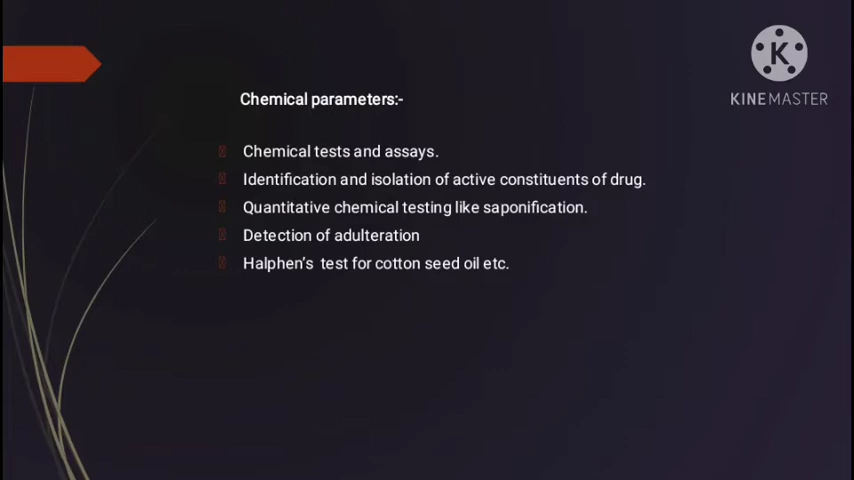 K
KINEMASTER
Chemical parameters:-
Chemical tests and assays.
Identification and isolation of active constituents of drug.
Quantitative chemical testing like saponification.
Detection of adulteration
Halphen’s test for cotton seed oil etc.